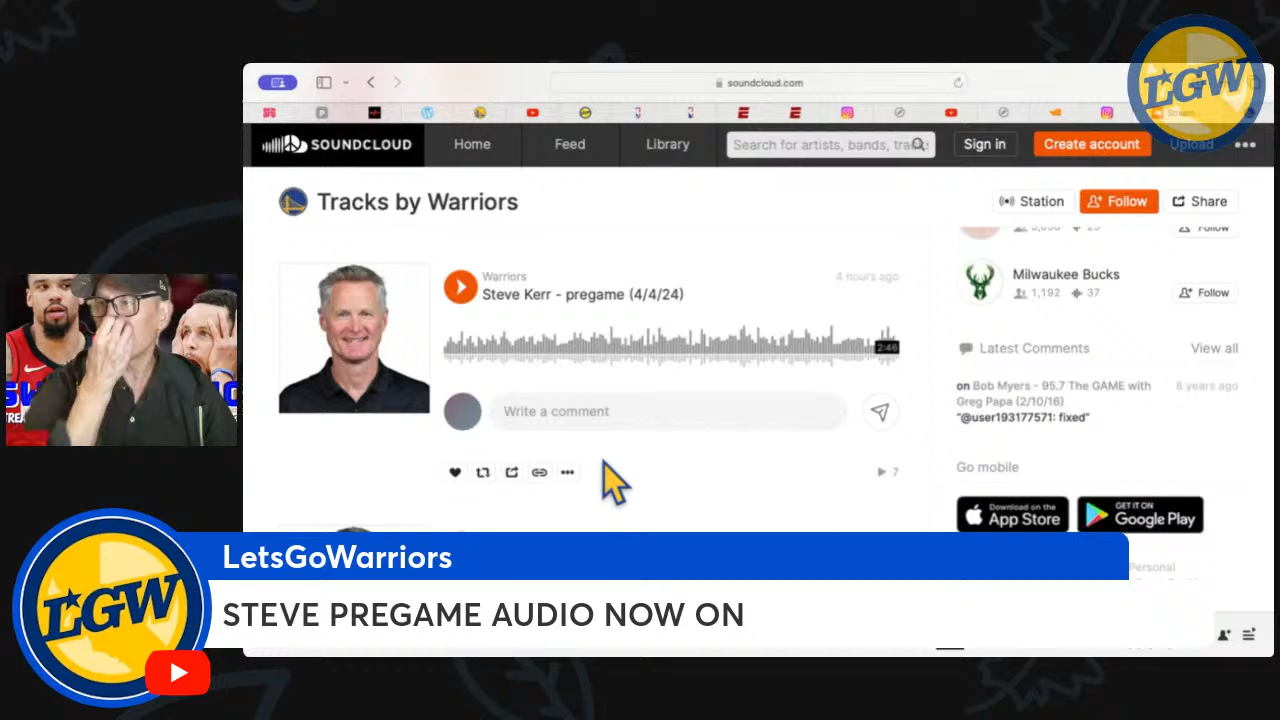 LGW
soundcloud.com
SFG
SOUNDCLOUD
Home
Feed
Library
Search for artists, bands, tracks
Sign in
Create account
Upload
Tracks by Warriors
Station
Follow
Share
Follow
Warriors
4 hours ago
Steve Kerr - pregame (4/4/24)
2:46
Write a comment
7
Milwaukee Bucks
1,192 37
Follow
Latest Comments
View all
on Bob Myers - 95.7 The GAME with
8 years ago
Greg Papa (2/10/16)
"@user193177571: fixed"
Go mobile
Download on the
App Store
GET IT ON
Google Play
Personal
LGW
LetsGoWarriors
STEVE PREGAME AUDIO NOW ON